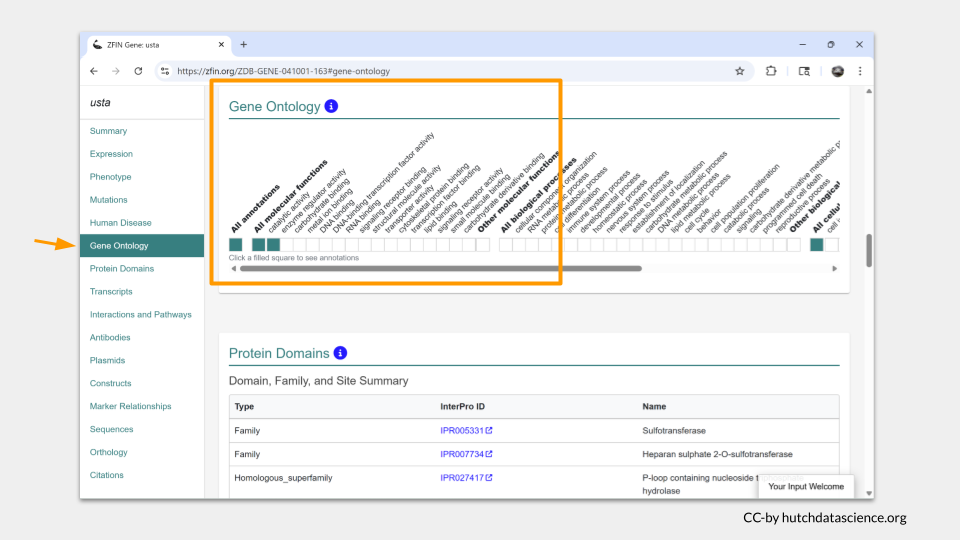 ZFIN Gene: usta
https://zfin.org/ZDB-GENE-041001-163#gene-ontology
usta
Summary
Expression
Phenotype
Mutations
Human Disease
Gene Ontology
Protein Domains
Transcripts
Interactions and Pathways
Antibodies
Plasmids
Constructs
Marker Relationships
Sequences
Orthology
Citations
Gene Ontology
All annotations
All molecular functions
catalytic activity
enzyme regulator activity
carbohydrate binding
metal ion binding
DNA binding
DNA-binding transcription factor activity
RNA binding
signaling receptor binding
structural molecule activity
transporter activity
cytoskeletal protein binding
transcription factor binding
lipid binding
signaling receptor activity
small molecule binding
carbohydrate derivative binding
Other molecular functions
All biological processes
cellular component organization
RNA metabolic process
protein metabolic process
cell differentiation
immune system process
developmental process
homeostatic process
nervous system process
response to stimulus
establishment of localization
carbohydrate metabolic process
DNA metabolic process
lipid metabolic process
cell cycle
behavior
cell population proliferation
catabolic process
signaling
carbohydrate derivative metabolic p
programmed cell death
reproductive process
Other biological
All cellu
cell
Click a filled square to see annotations
Protein Domains
Domain, Family, and Site Summary
Type InterPro ID Name
Family IPR005331 Sulfotransferase
Family IPR007734 Heparan sulphate 2-O-sulfotransferase
Homologous_superfamily IPR027417 P-loop containing nucleoside t
hydrolase
Your Input Welcome
CC-by hutchdatascience.org